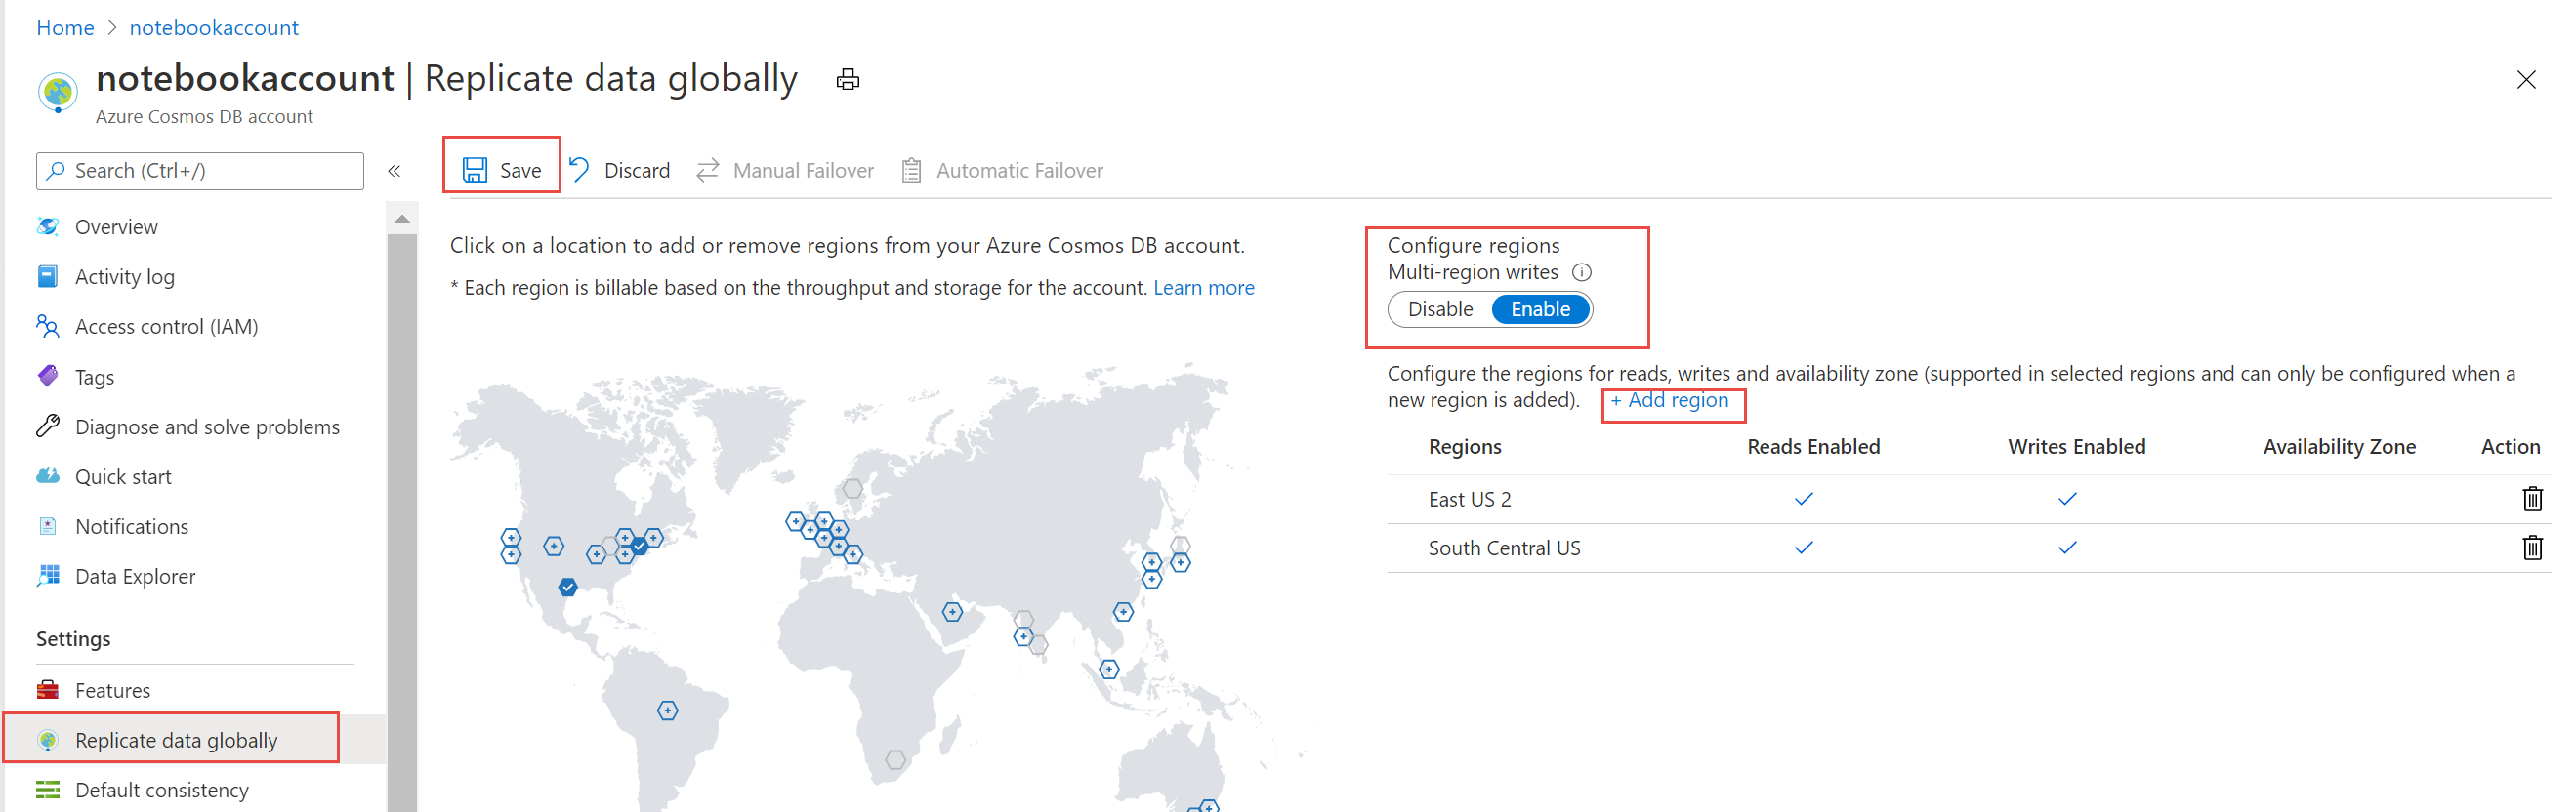 Home > notebookaccount
notebookaccount | Replicate data globally
Azure Cosmos DB account
Search (Ctrl+/)
«
Overview
Activity log
Access control (IAM)
Tags
Diagnose and solve problems
Quick start
Notifications
Data Explorer
Settings
Features
Replicate data globally
Default consistency
Save
Discard
Manual Failover
Automatic Failover
Click on a location to add or remove regions from your Azure Cosmos DB account.
* Each region is billable based on the throughput and storage for the account. Learn more
Configure regions
Multi-region writes
Disable Enable
Configure the regions for reads, writes and availability zone (supported in selected regions and can only be configured when a
new region is added). + Add region
Regions Reads Enabled Writes Enabled Availability Zone Action
East US 2
South Central US